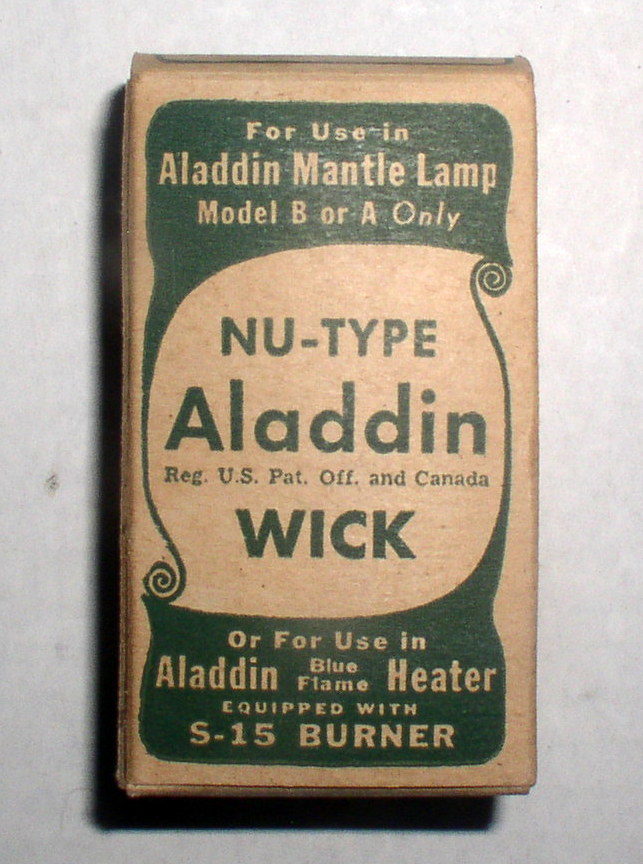 For Use in
Aladdin Mantle Lamp
Model B or A Only
NU-TYPE
Aladdin
Reg. U.S. Pat. Off. and Canada
WICK
Or For Use in
Aladdin Blue Flame Heater
EQUIPPED WITH
S-15 BURNER